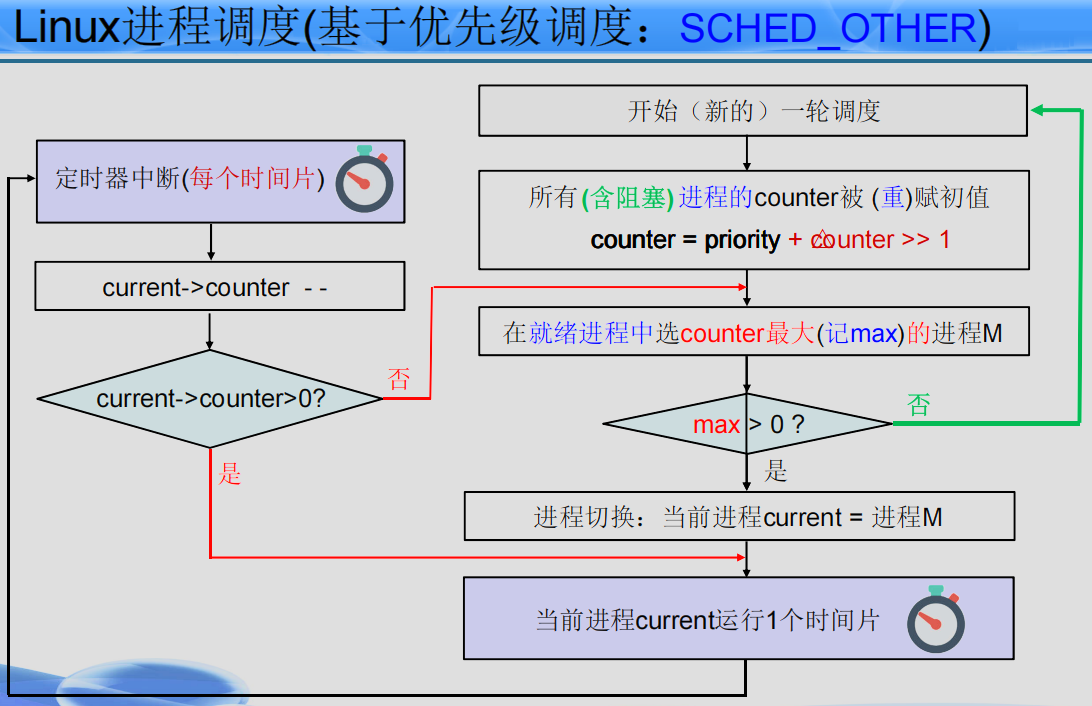 Linux进程调度(基于优先级调度：SCHED_OTHER)
开始（新的）一轮调度
定时器中断(每个时间片)
所有(含阻塞)进程的counter被 (重)赋初值
counter = priority + counter >> 1
current->counter - -
在就绪进程中选counter最大(记max)的进程M
否
current->counter>0?
否
max > 0 ?
是
是
进程切换：当前进程current = 进程M
当前进程current运行1个时间片